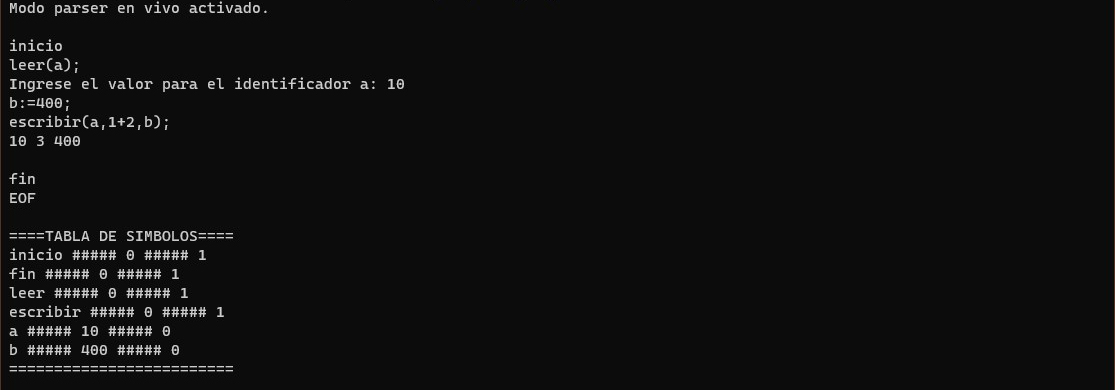 Modo parser en vivo activado.
inicio
leer(a);
Ingrese el valor para el identificador a: 10
b:=400;
escribir(a,1+2,b);
10 3 400
fin
EOF
====TABLA DE SIMBOLOS====
inicio ##### 0 ##### 1
fin ##### 0 ##### 1
leer ##### 0 ##### 1
escribir ##### 0 ##### 1
a ##### 10 ##### 0
b ##### 400 ##### 0
=========================